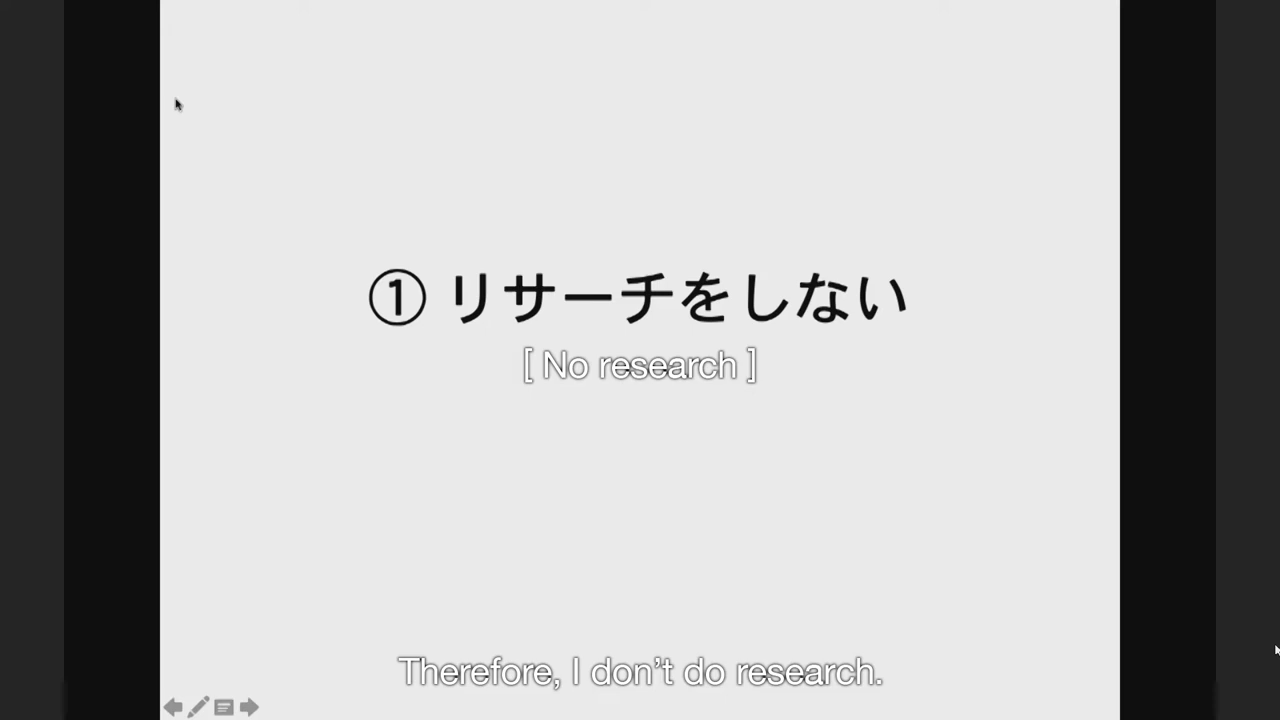 ① リサーチをしない
[ No research ]
Therefore, I don't do research.